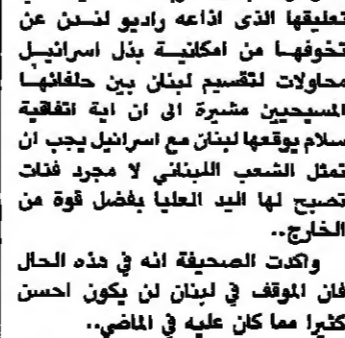 تعليقها الذى اذاعه راديو لندن عن
تخوفها من امكانية بذل اسرائيل
محاولات لتقسيم لبنان بين حلفائها
المسيحيين مشيرة الى ان اية اتفاقية
سلام يوقعها لبنان مع اسرائيل يجب ان
تمثل الشعب اللبناني لا مجرد فئات
تصبح لها اليد العليا بفضل قوة من
الخارج..
واكدت الصحيفة انه في هذه الحال
فان الموقف في لبنان لن يكون احسن
كثيرا مما كان عليه في الماضي..